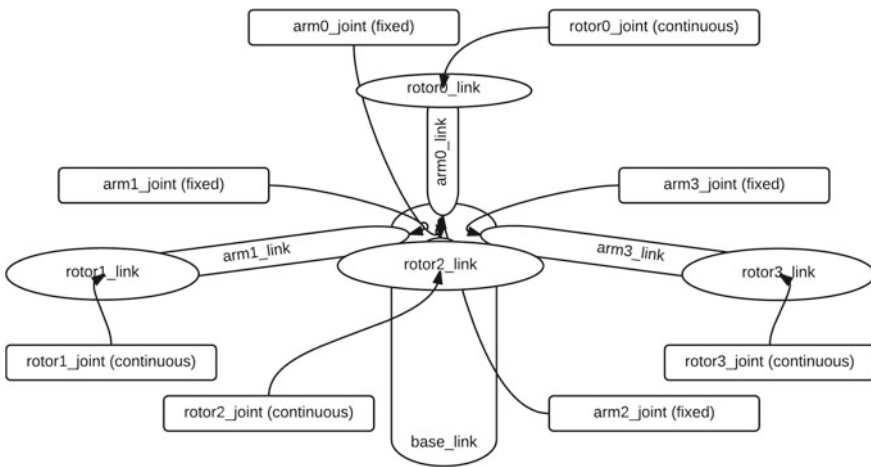 arm0_joint (fixed)
rotor0_joint (continuous)
rotor0_link
arm0_link
arm1_joint (fixed)
arm3_joint (fixed)
arm1_link
arm3_link
rotor1_link
rotor2_link
rotor3_link
rotor1_joint (continuous)
rotor3_joint (continuous)
rotor2_joint (continuous)
arm2_joint (fixed)
base_link